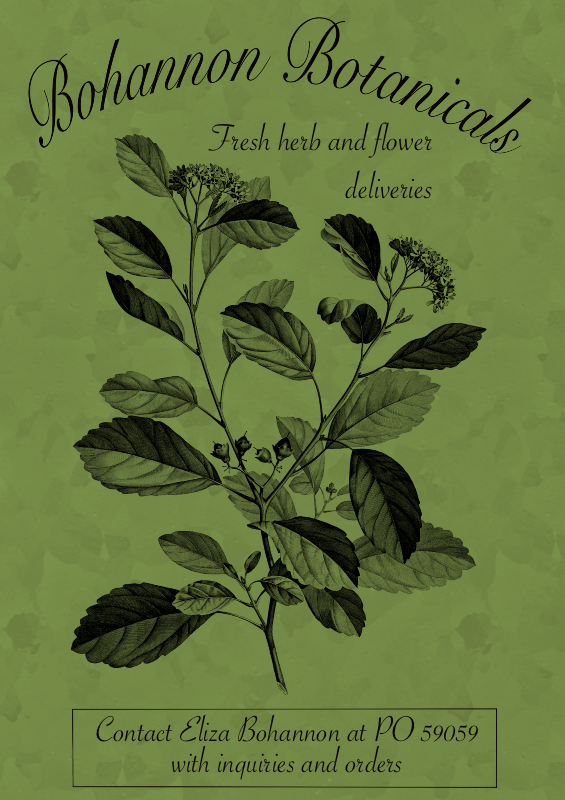 Bohannon Botanicals
Fresh herb and flower
deliveries
Contact Eliza Bohannon at PO 59059
with inquiries and orders